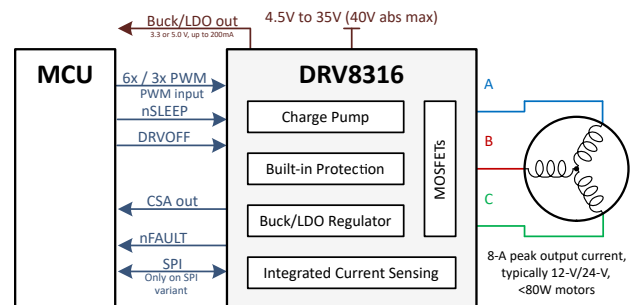 Buck/LDO out
3.3 or 5.0 V, up to 200mA
4.5V to 35V (40V abs max)
MCU
DRV8316
6x / 3x PWM
PWM input
nSLEEP
DRVOFF
CSA out
nFAULT
SPI
Only on SPI
variant
Charge Pump
Built-in Protection
Buck/LDO Regulator
Integrated Current Sensing
MOSFETs
A
B
C
8-A peak output current,
typically 12-V/24-V,
<80W motors